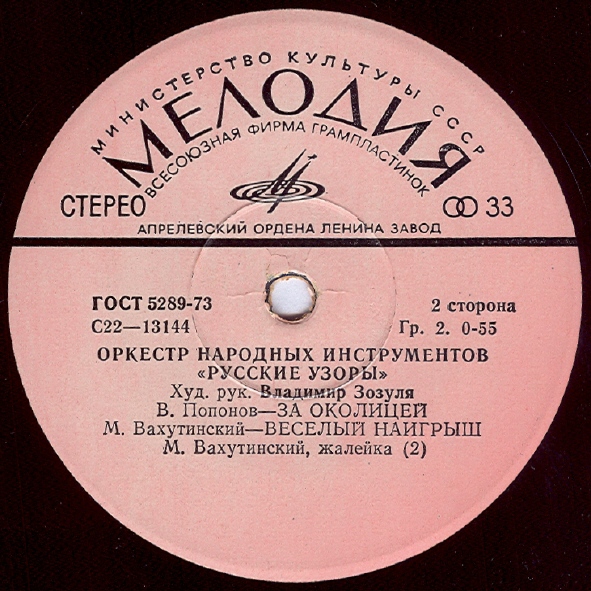 МИНИСТЕРСТВО КУЛЬТУРЫ СССР
МЕЛОДИЯ
ВСЕСОЮЗНАЯ ФИРМА ГРАМПЛАСТИНОК
СТЕРЕО
33
АПРЕЛЕВСКИЙ ОРДЕНА ЛЕНИНА ЗАВОД
ГОСТ 5289-73
2 сторона
С22—13144
Гр. 2. 0-55
ОРКЕСТР НАРОДНЫХ ИНСТРУМЕНТОВ
«РУССКИЕ УЗОРЫ»
Худ. рук. Владимир Зозуля
В. Попонов—ЗА ОКОЛИЦЕЙ
М. Вахутинский—ВЕСЕЛЫЙ НАИГРЫШ
М. Вахутинский, жалейка (2)